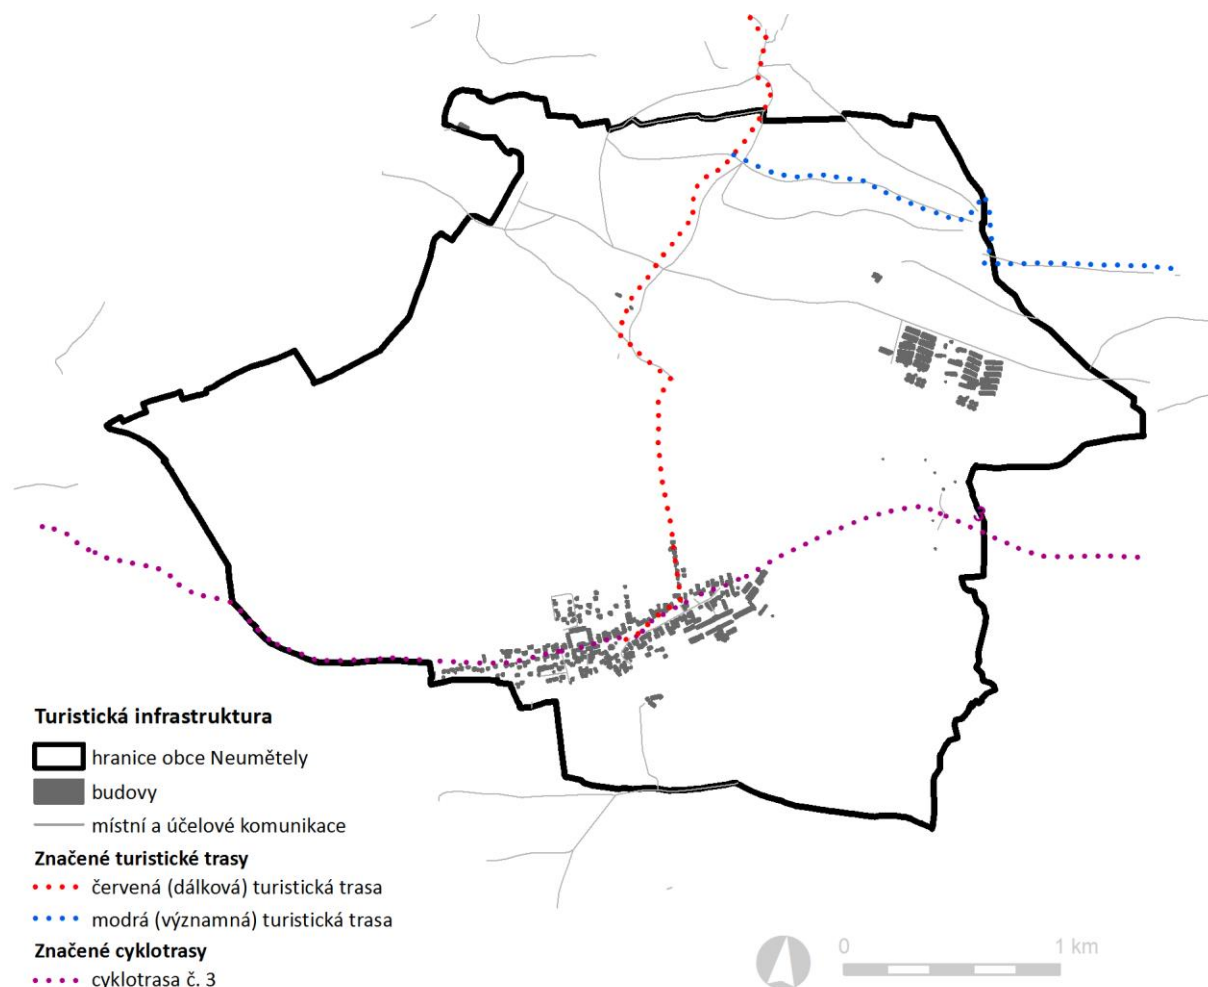 Turistická infrastruktura
hranice obce Neumětely
budovy
místní a účelové komunikace
Značené turistické trasy
červená (dálková) turistická trasa
modrá (významná) turistická trasa
Značené cyklotrasy
cyklotrasa č. 3
0 1 km